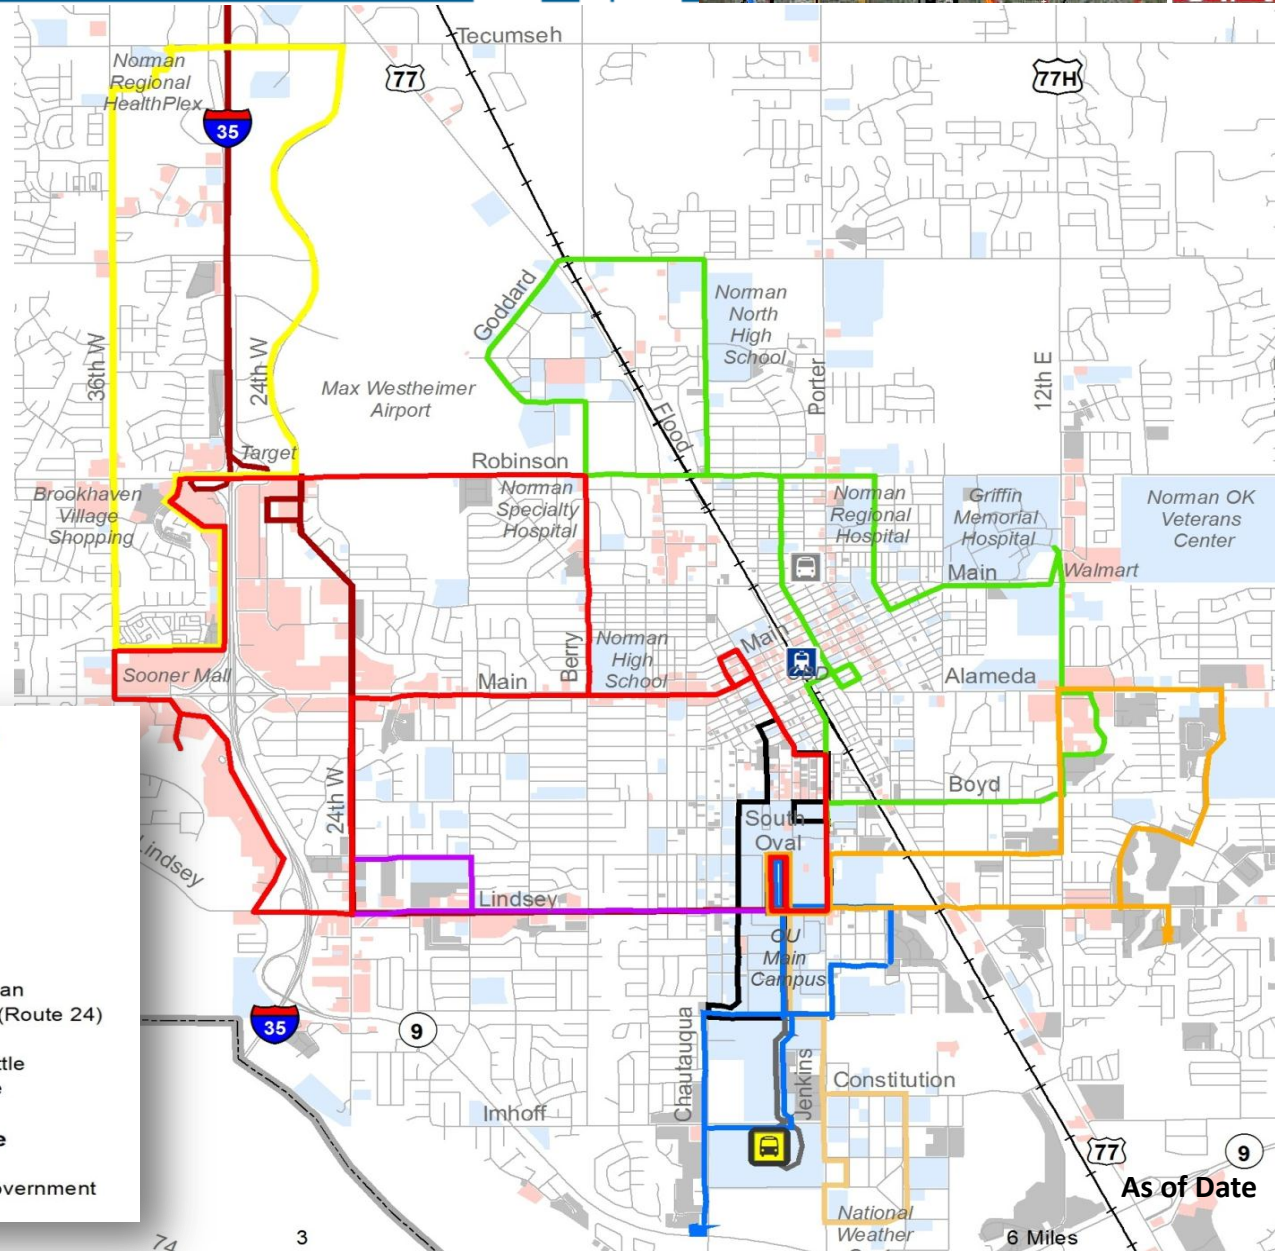 Tecumseh
Norman
Regional
HealthPlex
77
77H
35
Goddard
Norman
North
High
School
36th W
24th W
Max Westheimer
Airport
Porter
12th E
Flood
Target
Robinson
Brookhaven
Village
Shopping
Norman
Specialty
Hospital
Norman
Regional
Hospital
Griffin
Memorial
Hospital
Norman OK
Veterans
Center
Main
Walmart
Berry
Norman
High
School
Main
Sooner Mall
Main
Alameda
24th W
Boyd
South
Oval
Lindsey
Lindsey
OU
Main
Campus
an
(Route 24)
35
9
Chautauqua
Jenkins
Constitution
Imhoff
77
9
As of Date
National
Weather
74
3
6 Miles